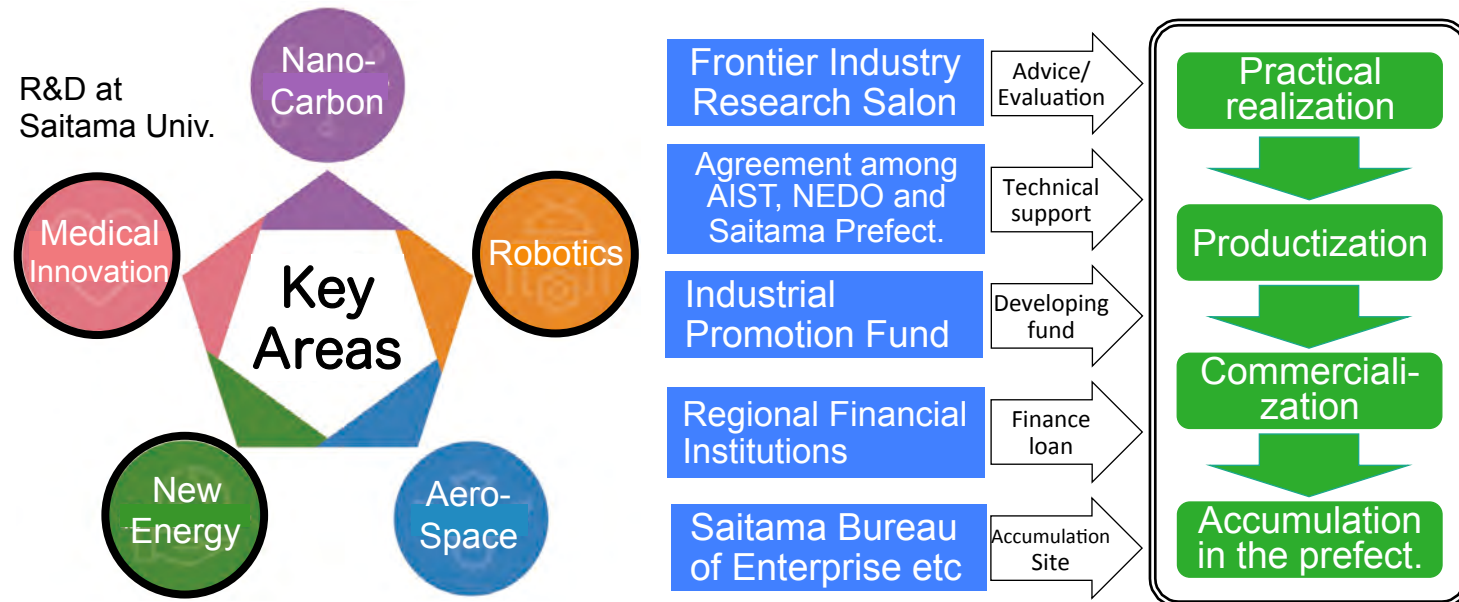 R&D at
Saitama Univ.
Nano-
Carbon
Medical
Innovation
Robotics
Key
Areas
New
Energy
Aero-
Space
Frontier Industry
Research Salon
Advice/
Evaluation
Agreement among
AIST, NEDO and
Saitama Prefect.
Technical
support
Industrial
Promotion Fund
Developing
fund
Regional Financial
Institutions
Finance
loan
Saitama Bureau
of Enterprise etc
Accumulation
Site
Practical
realization
Productization
Commerciali-
zation
Accumulation
in the prefect.